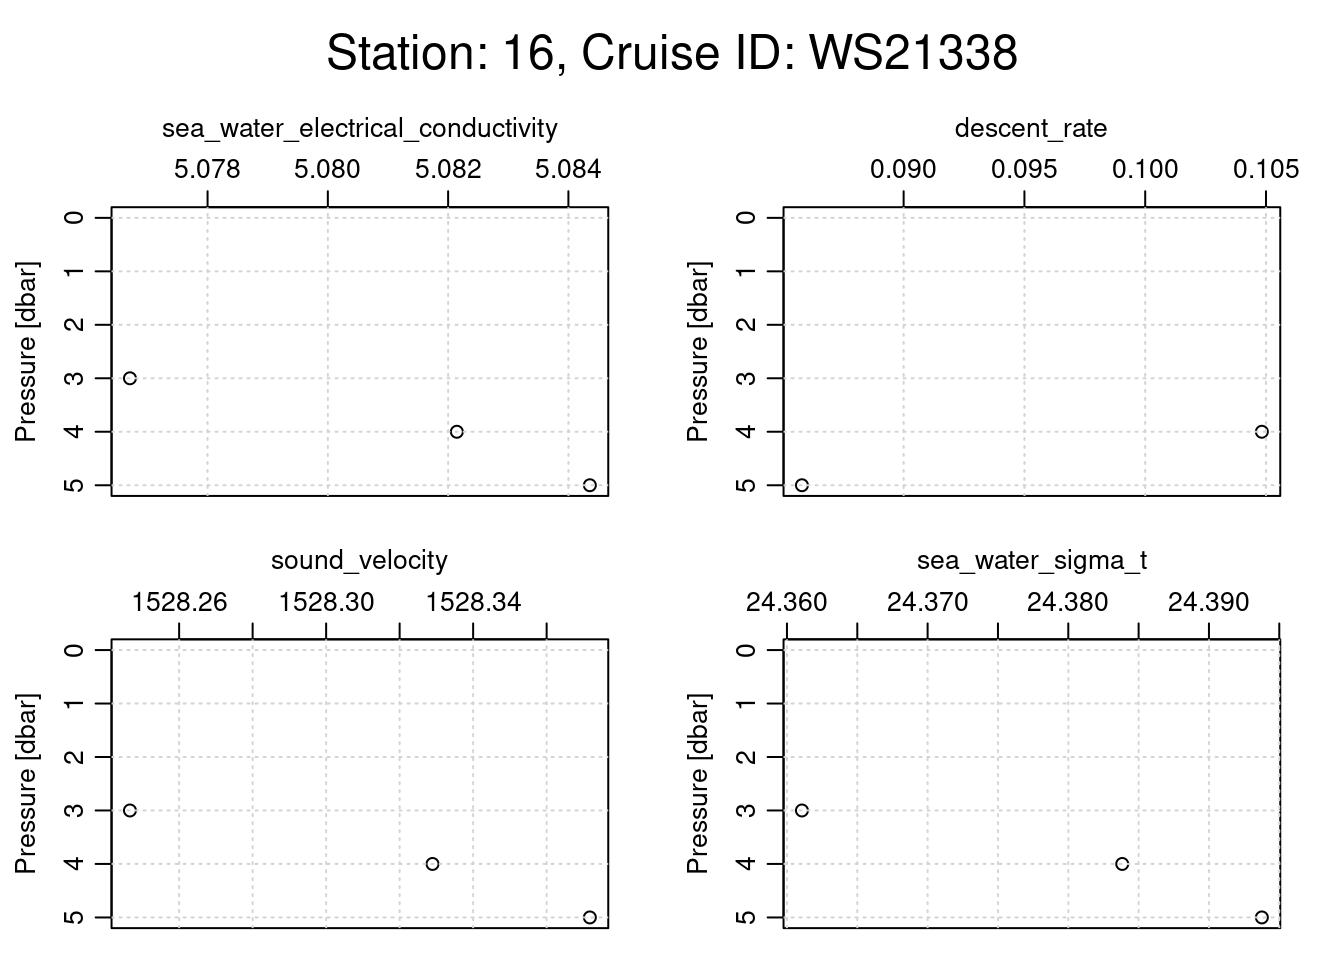 Station: 16, Cruise ID: WS21338
sea_water_electrical_conductivity
5.078 5.080 5.082 5.084
Pressure [dbar]
0
1
2
3
4
5
descent_rate
0.090 0.095 0.100 0.105
Pressure [dbar]
0
1
2
3
4
5
sound_velocity
1528.26 1528.30 1528.34
Pressure [dbar]
0
1
2
3
4
5
sea_water_sigma_t
24.360 24.370 24.380 24.390
Pressure [dbar]
0
1
2
3
4
5